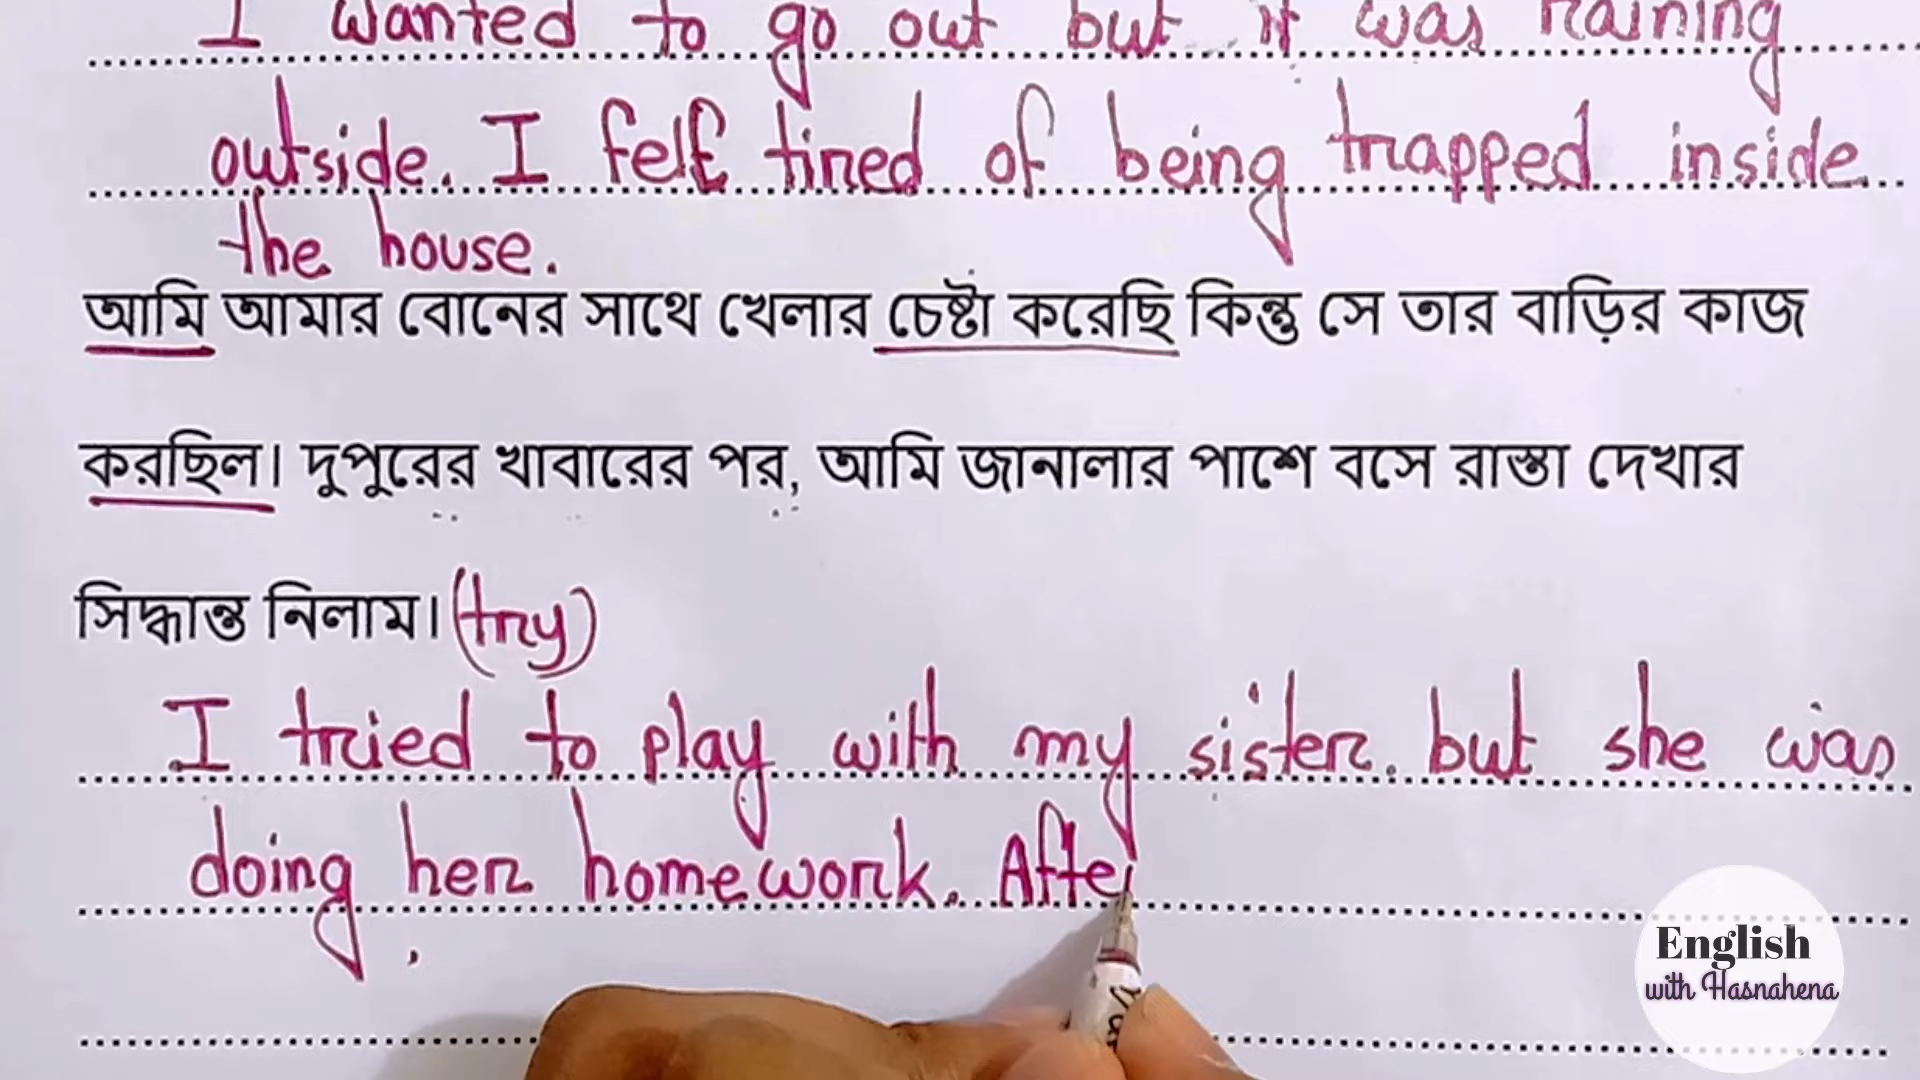 I wanted to go out but it was raining
outside. I felt tired of being trapped inside
the house.
আমি আমার বোনের সাথে খেলার চেষ্টা করেছি কিন্তু সে তার বাড়ির কাজ
করছিল। দুপুরের খাবারের পর, আমি জানালার পাশে বসে রাস্তা দেখার
সিদ্ধান্ত নিলাম। (try)
I tried to play with my sister. but she was
doing her homework. After
English
with Hasnahena